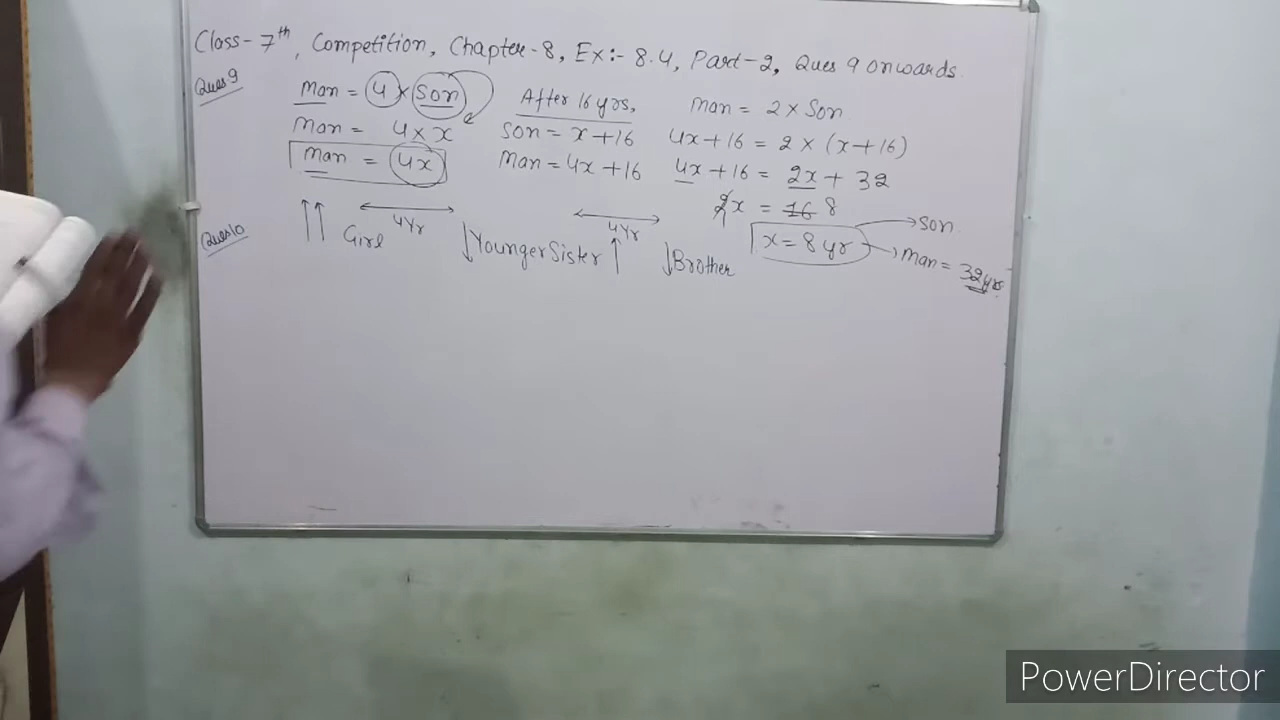 Class-7th, Competition, Chapter-8, Ex:- 8.4, Part-2, Ques 9 onwards.
Ques 9
Man = 4 × Son
Man = 4 × x
Man = 4x
After 16 yrs,
Son = x + 16
Man = 4x + 16
Man = 2 × Son
4x + 16 = 2 × (x + 16)
4x + 16 = 2x + 32
2x = 16 8
x = 8 yr
Son
Man = 32 yrs.
Ques 10
4 Yr
4 Yr
Girl
Younger Sister
Brother
PowerDirector